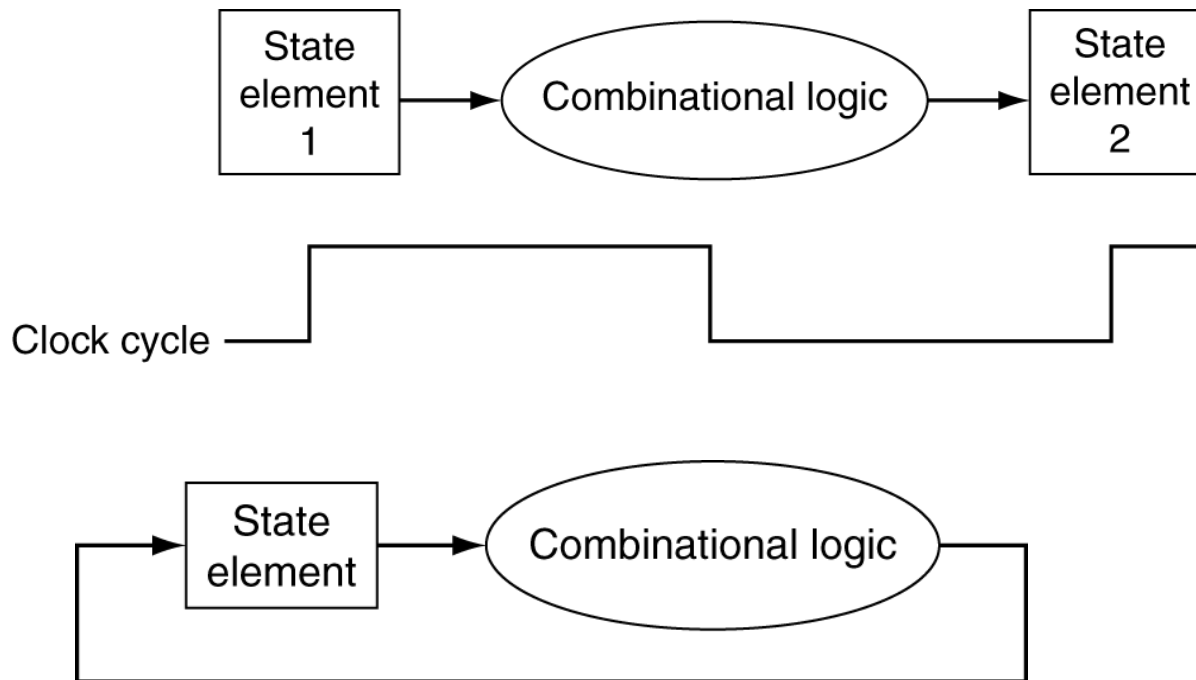 State
element
1
Combinational logic
State
element
2
Clock cycle
State
element
Combinational logic